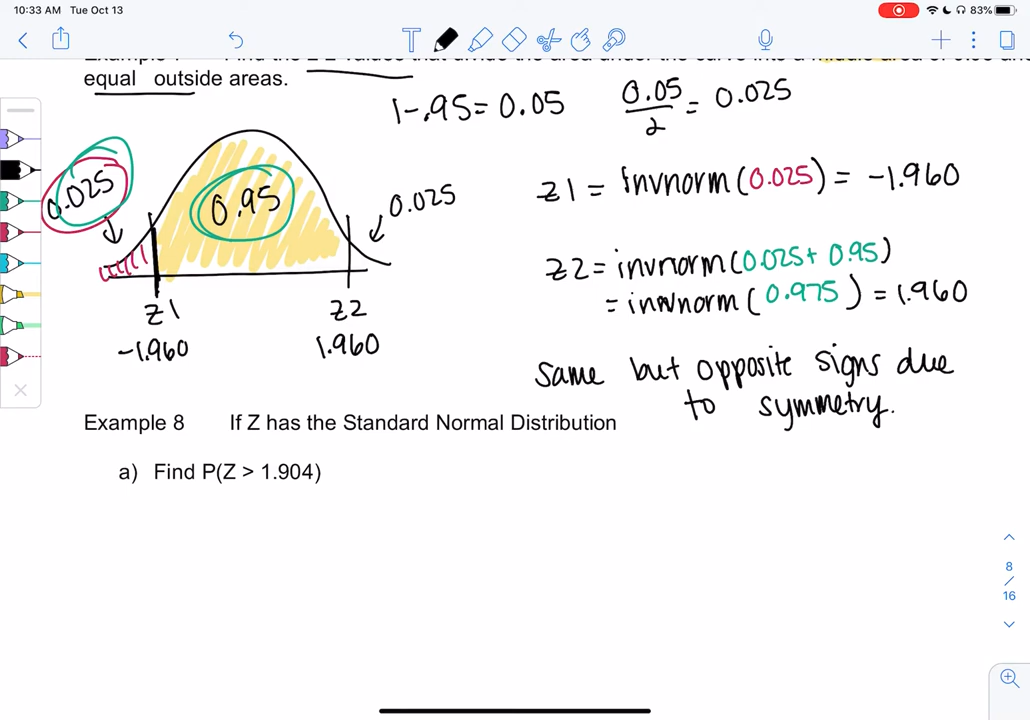 10:33 AM Tue Oct 13
83%
equal outside areas.
1-.95=0.05
0.05
2
= 0.025
0.025
0.95
0.025
z1 = invnorm (0.025) = -1.960
z2 = invnorm (0.025+ 0.95)
= invnorm ( 0.975 ) = 1.960
z1
-1.960
z2
1.960
same but opposite signs due
to symmetry.
Example 8 If Z has the Standard Normal Distribution
a) Find P(Z > 1.904)
8
/
16